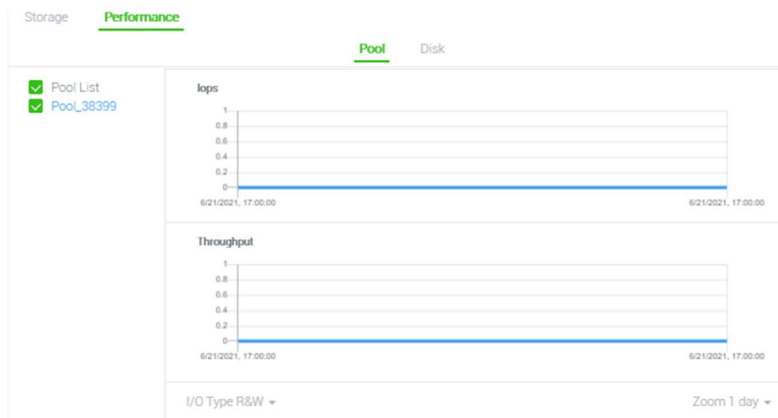 Storage Performance
Pool Disk
Pool List
Pool_38399
Iops
1
0.8
0.6
0.4
0.2
0
6/21/2021, 17:00:00 6/21/2021, 17:00:00
Throughput
1
0.8
0.6
0.4
0.2
0
6/21/2021, 17:00:00 6/21/2021, 17:00:00
I/O Type R&W Zoom 1 day